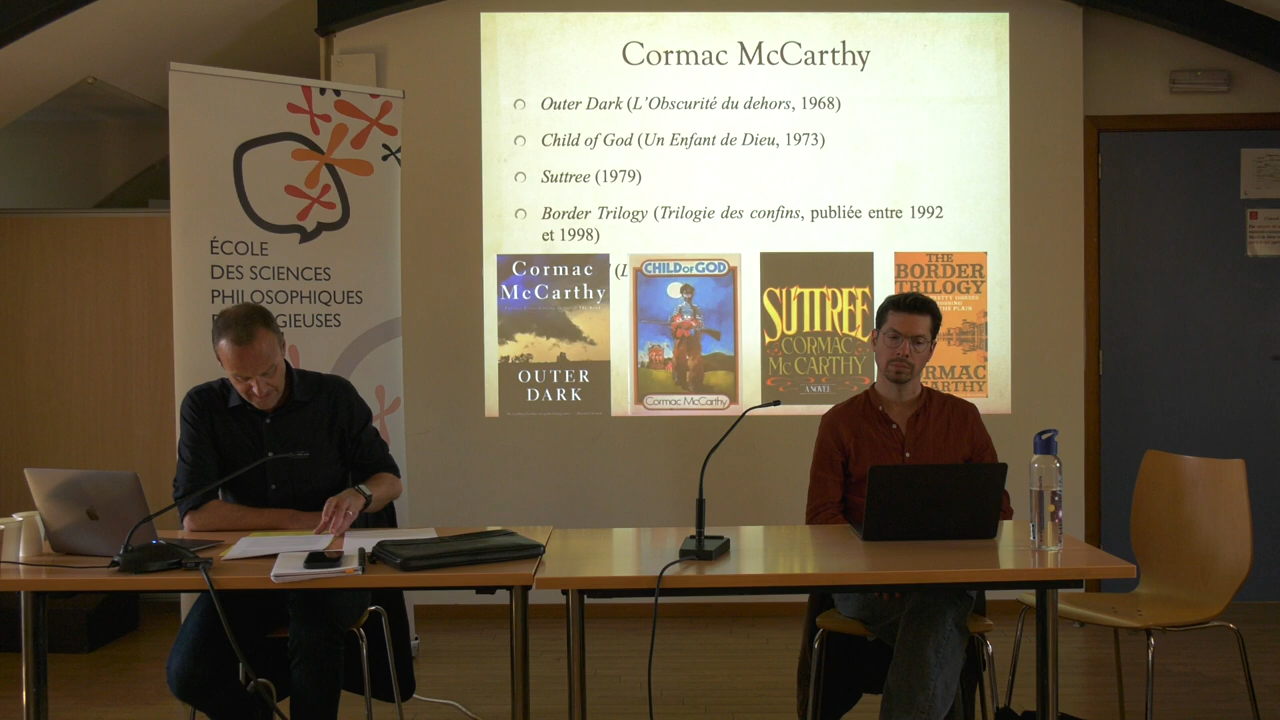 Cormac McCarthy
Outer Dark (L'Obscurité du dehors, 1968)
Child of God (Un Enfant de Dieu, 1973)
Suttree (1979)
Border Trilogy (Trilogie des confins, publiée entre 1992
et 1998)
(L
Cormac
McCarthy
OUTER
DARK
CHILD OF GOD
Cormac McCarthy
SUTTREE
CORMAC
McCARTHY
A NOVEL
THE
BORDER
TRILOGY
THE PLAIN
ÉCOLE
DES SCIENCES
PHILOSOPHIQUES